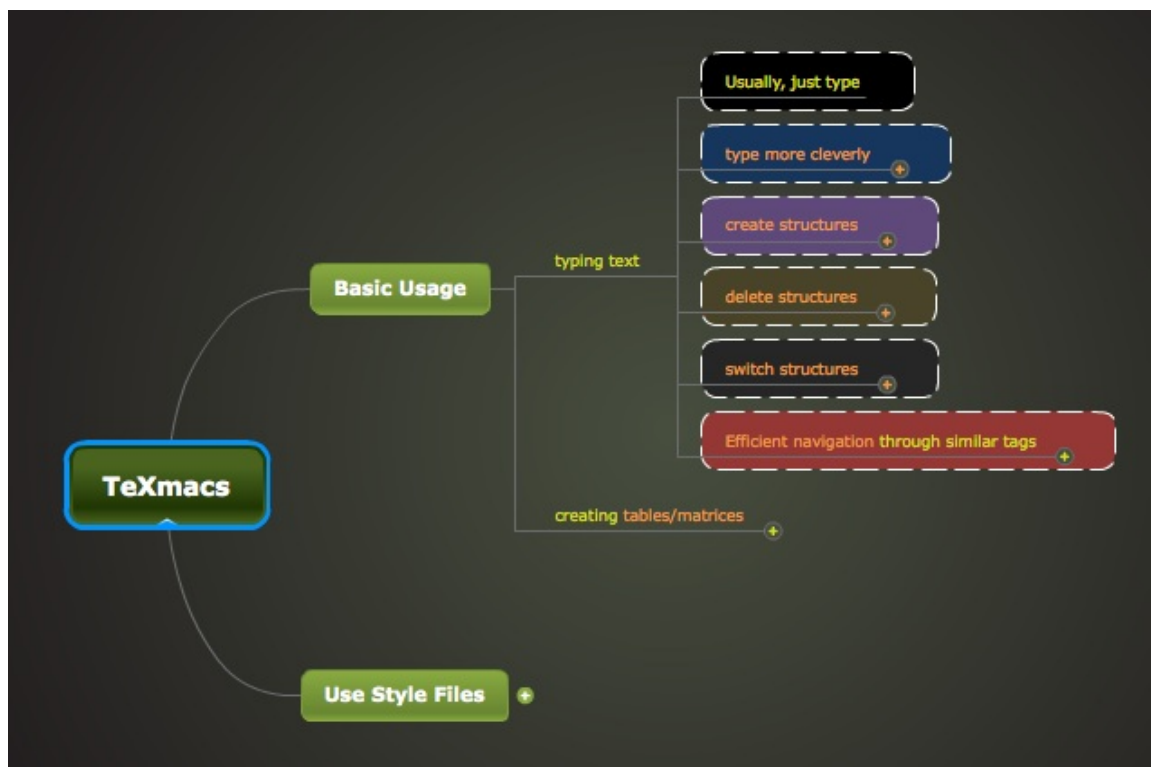 Usually, just type
type more cleverly
create structures
typing text
Basic Usage
delete structures
switch structures
Efficient navigation through similar tags
TeXmacs
creating tables/matrices
Use Style Files